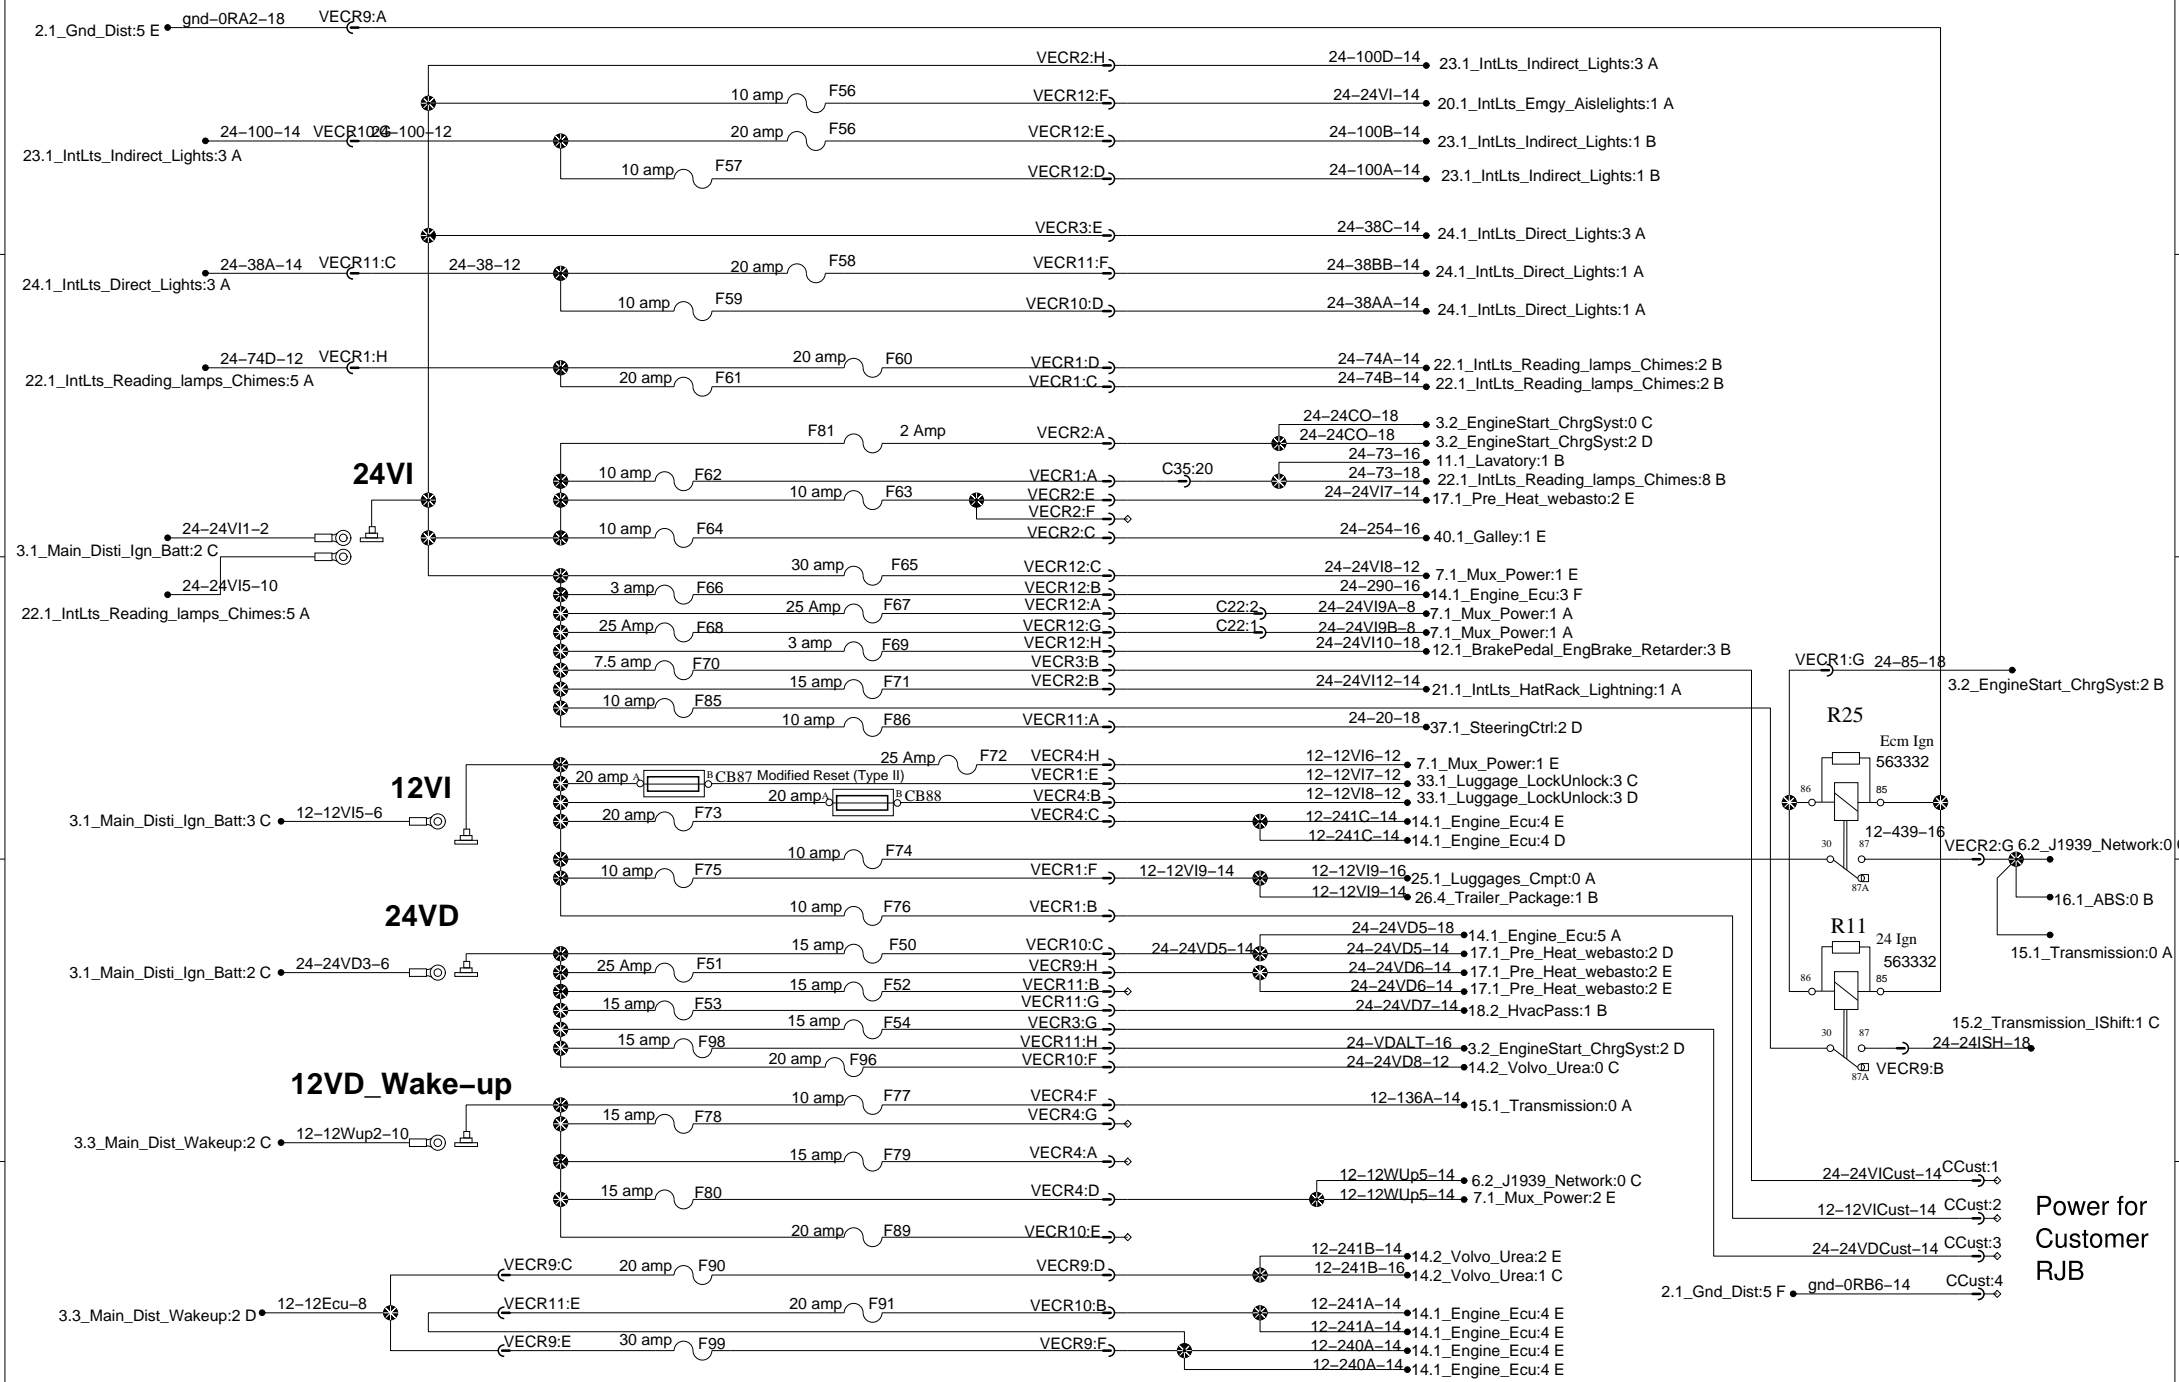 2.1_Gnd_Dist:5 E gnd−0RA2−18 VECR9:A
VECR2:H 24−100D−14 23.1_IntLts_Indirect_Lights:3 A
10 amp F56 VECR12:F 24−24VI−14 20.1_IntLts_Emgy_Aislelights:1 A
23.1_IntLts_Indirect_Lights:3 A 24−100−14 VECR10:G 24−100−12 20 amp F56 VECR12:E 24−100B−14 23.1_IntLts_Indirect_Lights:1 B
10 amp F57 VECR12:D 24−100A−14 23.1_IntLts_Indirect_Lights:1 B
VECR3:E 24−38C−14 24.1_IntLts_Direct_Lights:3 A
24.1_IntLts_Direct_Lights:3 A 24−38A−14 VECR11:C 24−38−12 20 amp F58 VECR11:F 24−38BB−14 24.1_IntLts_Direct_Lights:1 A
10 amp F59 VECR10:D 24−38AA−14 24.1_IntLts_Direct_Lights:1 A
22.1_IntLts_Reading_lamps_Chimes:5 A 24−74D−12 VECR1:H 20 amp F60 VECR1:D 24−74A−14 22.1_IntLts_Reading_lamps_Chimes:2 B
20 amp F61 VECR1:C 24−74B−14 22.1_IntLts_Reading_lamps_Chimes:2 B
24−24CO−18 3.2_EngineStart_ChrgSyst:0 C
F81 2 Amp VECR2:A 24−24CO−18 3.2_EngineStart_ChrgSyst:2 D
24−73−16 11.1_Lavatory:1 B
24VI
10 amp F62 VECR1:A C35:20 24−73−18 22.1_IntLts_Reading_lamps_Chimes:8 B
10 amp F63 VECR2:E 24−24VI7−14 17.1_Pre_Heat_webasto:2 E
VECR2:F
3.1_Main_Disti_Ign_Batt:2 C 24−24VI1−2 10 amp F64 VECR2:C 24−254−16 40.1_Galley:1 E
30 amp F65 VECR12:C 24−24VI8−12 7.1_Mux_Power:1 E
22.1_IntLts_Reading_lamps_Chimes:5 A 24−24VI5−10 3 amp F66 VECR12:B 24−290−16 14.1_Engine_Ecu:3 F
25 Amp F67 VECR12:A C22:2 24−24VI9A−8 7.1_Mux_Power:1 A
25 Amp F68 VECR12:G C22:1 24−24VI9B−8 7.1_Mux_Power:1 A
3 amp F69 VECR12:H 24−24VI10−18 12.1_BrakePedal_EngBrake_Retarder:3 B
7.5 amp F70 VECR3:B VECR1:G 24−85−18 3.2_EngineStart_ChrgSyst:2 B
15 amp F71 VECR2:B 24−24VI12−14 21.1_IntLts_HatRack_Lightning:1 A
10 amp F85
10 amp F86 VECR11:A 24−20−18 37.1_SteeringCtrl:2 D
R25
Ecm Ign
563332
86 85
12VI
25 Amp F72 VECR4:H 12−12VI6−12 7.1_Mux_Power:1 E
20 amp A B CB87 Modified Reset (Type II) VECR1:E 12−12VI7−12 33.1_Luggage_LockUnlock:3 C
20 amp A B CB88 VECR4:B 12−12VI8−12 33.1_Luggage_LockUnlock:3 D
3.1_Main_Disti_Ign_Batt:3 C 12−12VI5−6 20 amp F73 VECR4:C 12−241C−14 14.1_Engine_Ecu:4 E
12−241C−14 14.1_Engine_Ecu:4 D
10 amp F74 30 87 87A 12−439−16 VECR2:G 6.2_J1939_Network:0
10 amp F75 VECR1:F 12−12VI9−14 12−12VI9−16 25.1_Luggages_Cmpt:0 A
12−12VI9−14 26.4_Trailer_Package:1 B
16.1_ABS:0 B
15.1_Transmission:0 A
10 amp F76 VECR1:B
R11
24 Ign
563332
86 85
24VD
24−24VD5−18 14.1_Engine_Ecu:5 A
15 amp F50 VECR10:C 24−24VD5−14 24−24VD5−14 17.1_Pre_Heat_webasto:2 D
3.1_Main_Disti_Ign_Batt:2 C 24−24VD3−6 25 Amp F51 VECR9:H 24−24VD6−14 17.1_Pre_Heat_webasto:2 E
15 amp F52 VECR11:B 24−24VD6−14 17.1_Pre_Heat_webasto:2 E
15 amp F53 VECR11:G 24−24VD7−14 18.2_HvacPass:1 B
15 amp F54 VECR3:G
15 amp F98 VECR11:H 24−VDALT−16 3.2_EngineStart_ChrgSyst:2 D
30 87 87A VECR9:B 24−24ISH−18 15.2_Transmission_IShift:1 C
20 amp F96 VECR10:F 24−24VD8−12 14.2_Volvo_Urea:0 C
12VD_Wake−up
10 amp F77 VECR4:F 12−136A−14 15.1_Transmission:0 A
15 amp F78 VECR4:G
3.3_Main_Dist_Wakeup:2 C 12−12Wup2−10
15 amp F79 VECR4:A
12−12WUp5−14 6.2_J1939_Network:0 C
15 amp F80 VECR4:D 12−12WUp5−14 7.1_Mux_Power:2 E
20 amp F89 VECR10:E
24−24VICust−14 CCust:1
12−12VICust−14 CCust:2
24−24VDCust−14 CCust:3
2.1_Gnd_Dist:5 F gnd−0RB6−14 CCust:4
Power for
Customer
RJB
12−241B−14 14.2_Volvo_Urea:2 E
VECR9:C 20 amp F90 VECR9:D 12−241B−16 14.2_Volvo_Urea:1 C
3.3_Main_Dist_Wakeup:2 D 12−12Ecu−8 VECR11:E 20 amp F91 VECR10:B 12−241A−14 14.1_Engine_Ecu:4 E
12−241A−14 14.1_Engine_Ecu:4 E
VECR9:E 30 amp F99 VECR9:F 12−240A−14 14.1_Engine_Ecu:4 E
12−240A−14 14.1_Engine_Ecu:4 E